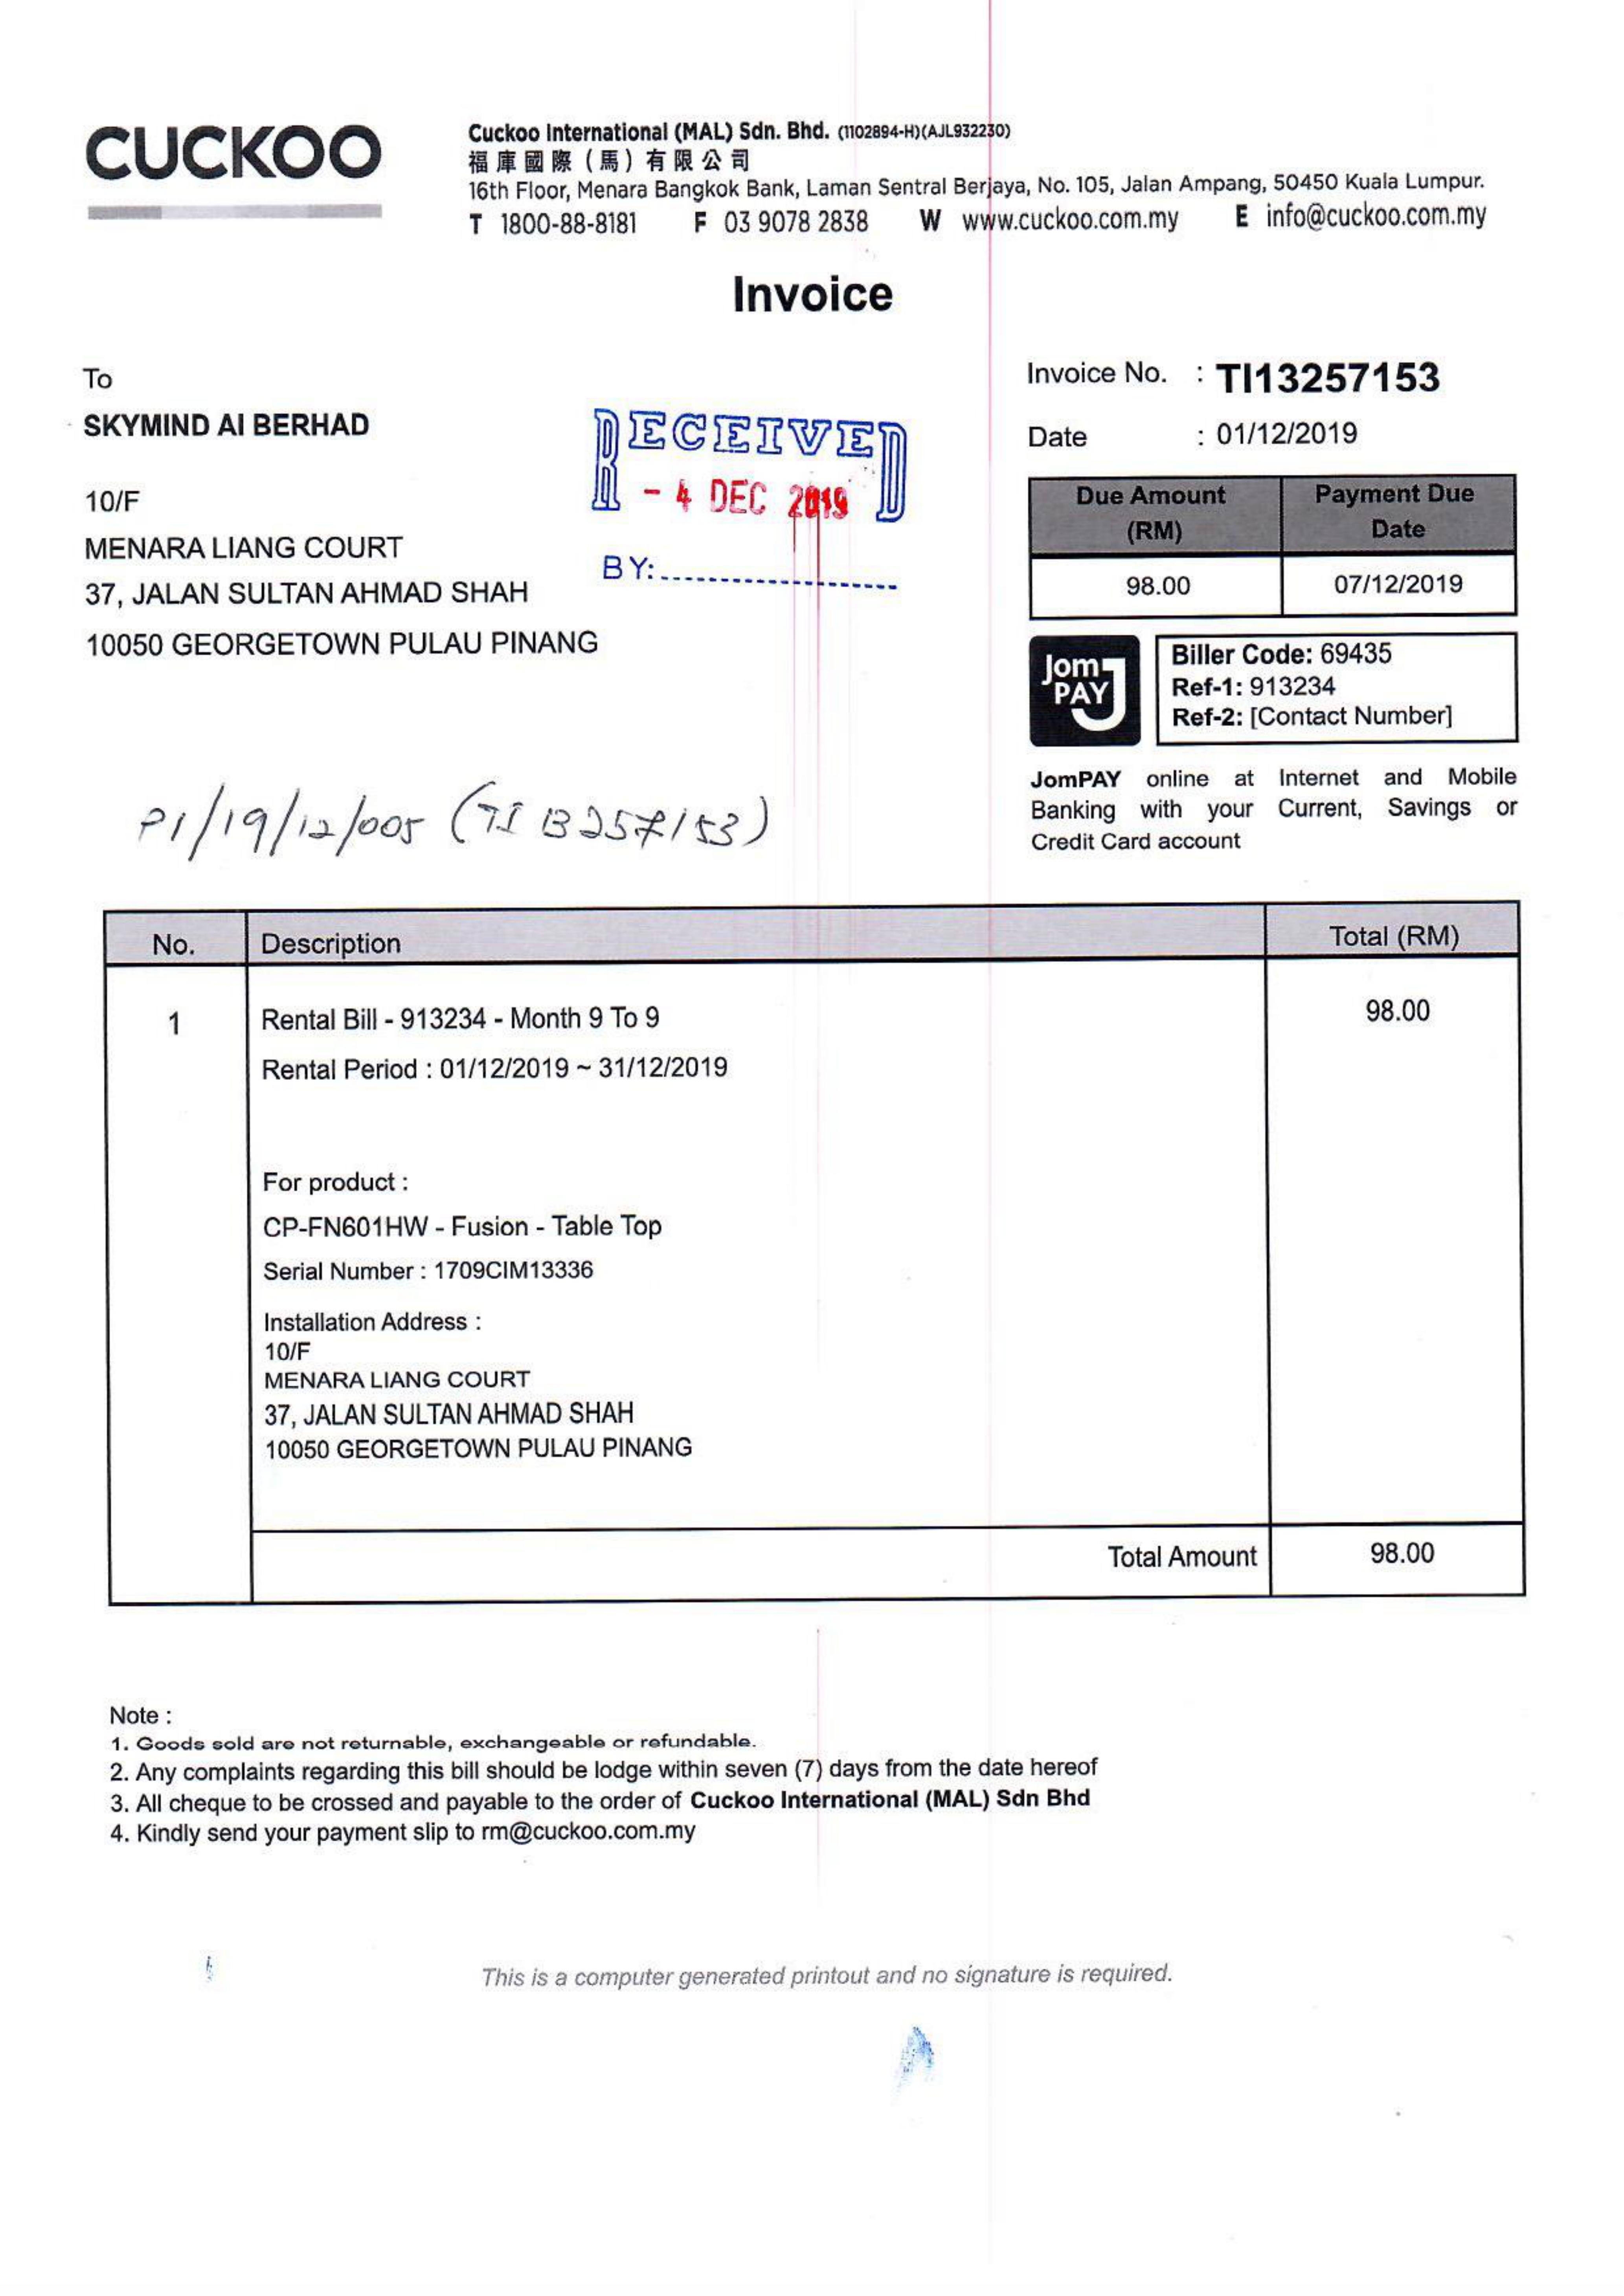 CUCKOO
Cuckoo International (MAL) Sdn. Bhd. (1102894-H)(AJL932230)
福庫國際（馬）有限公司
16th Floor, Menara Bangkok Bank, Laman Sentral Berjaya, No. 105, Jalan Ampang, 50450 Kuala Lumpur.
T 1800-88-8181 F 03 9078 2838 W www.cuckoo.com.my E info@cuckoo.com.my
Invoice
To
SKYMIND AI BERHAD
10/F
MENARA LIANG COURT
37, JALAN SULTAN AHMAD SHAH
10050 GEORGETOWN PULAU PINANG
RECEIVED
- 4 DEC 2019
BY:
Invoice No. : TI13257153
Date : 01/12/2019
Due Amount (RM) Payment Due Date
98.00 07/12/2019
Jom PAY
Biller Code: 69435
Ref-1: 913234
Ref-2: [Contact Number]
JomPAY online at Internet and Mobile
Banking with your Current, Savings or
Credit Card account
PI/19/12/005 (TI 13257153)
No. Description Total (RM)
1 Rental Bill - 913234 - Month 9 To 9 98.00
Rental Period : 01/12/2019 ~ 31/12/2019
For product :
CP-FN601HW - Fusion - Table Top
Serial Number : 1709CIM13336
Installation Address :
10/F
MENARA LIANG COURT
37, JALAN SULTAN AHMAD SHAH
10050 GEORGETOWN PULAU PINANG
Total Amount 98.00
Note :
1. Goods sold are not returnable, exchangeable or refundable.
2. Any complaints regarding this bill should be lodge within seven (7) days from the date hereof
3. All cheque to be crossed and payable to the order of Cuckoo International (MAL) Sdn Bhd
4. Kindly send your payment slip to rm@cuckoo.com.my
This is a computer generated printout and no signature is required.